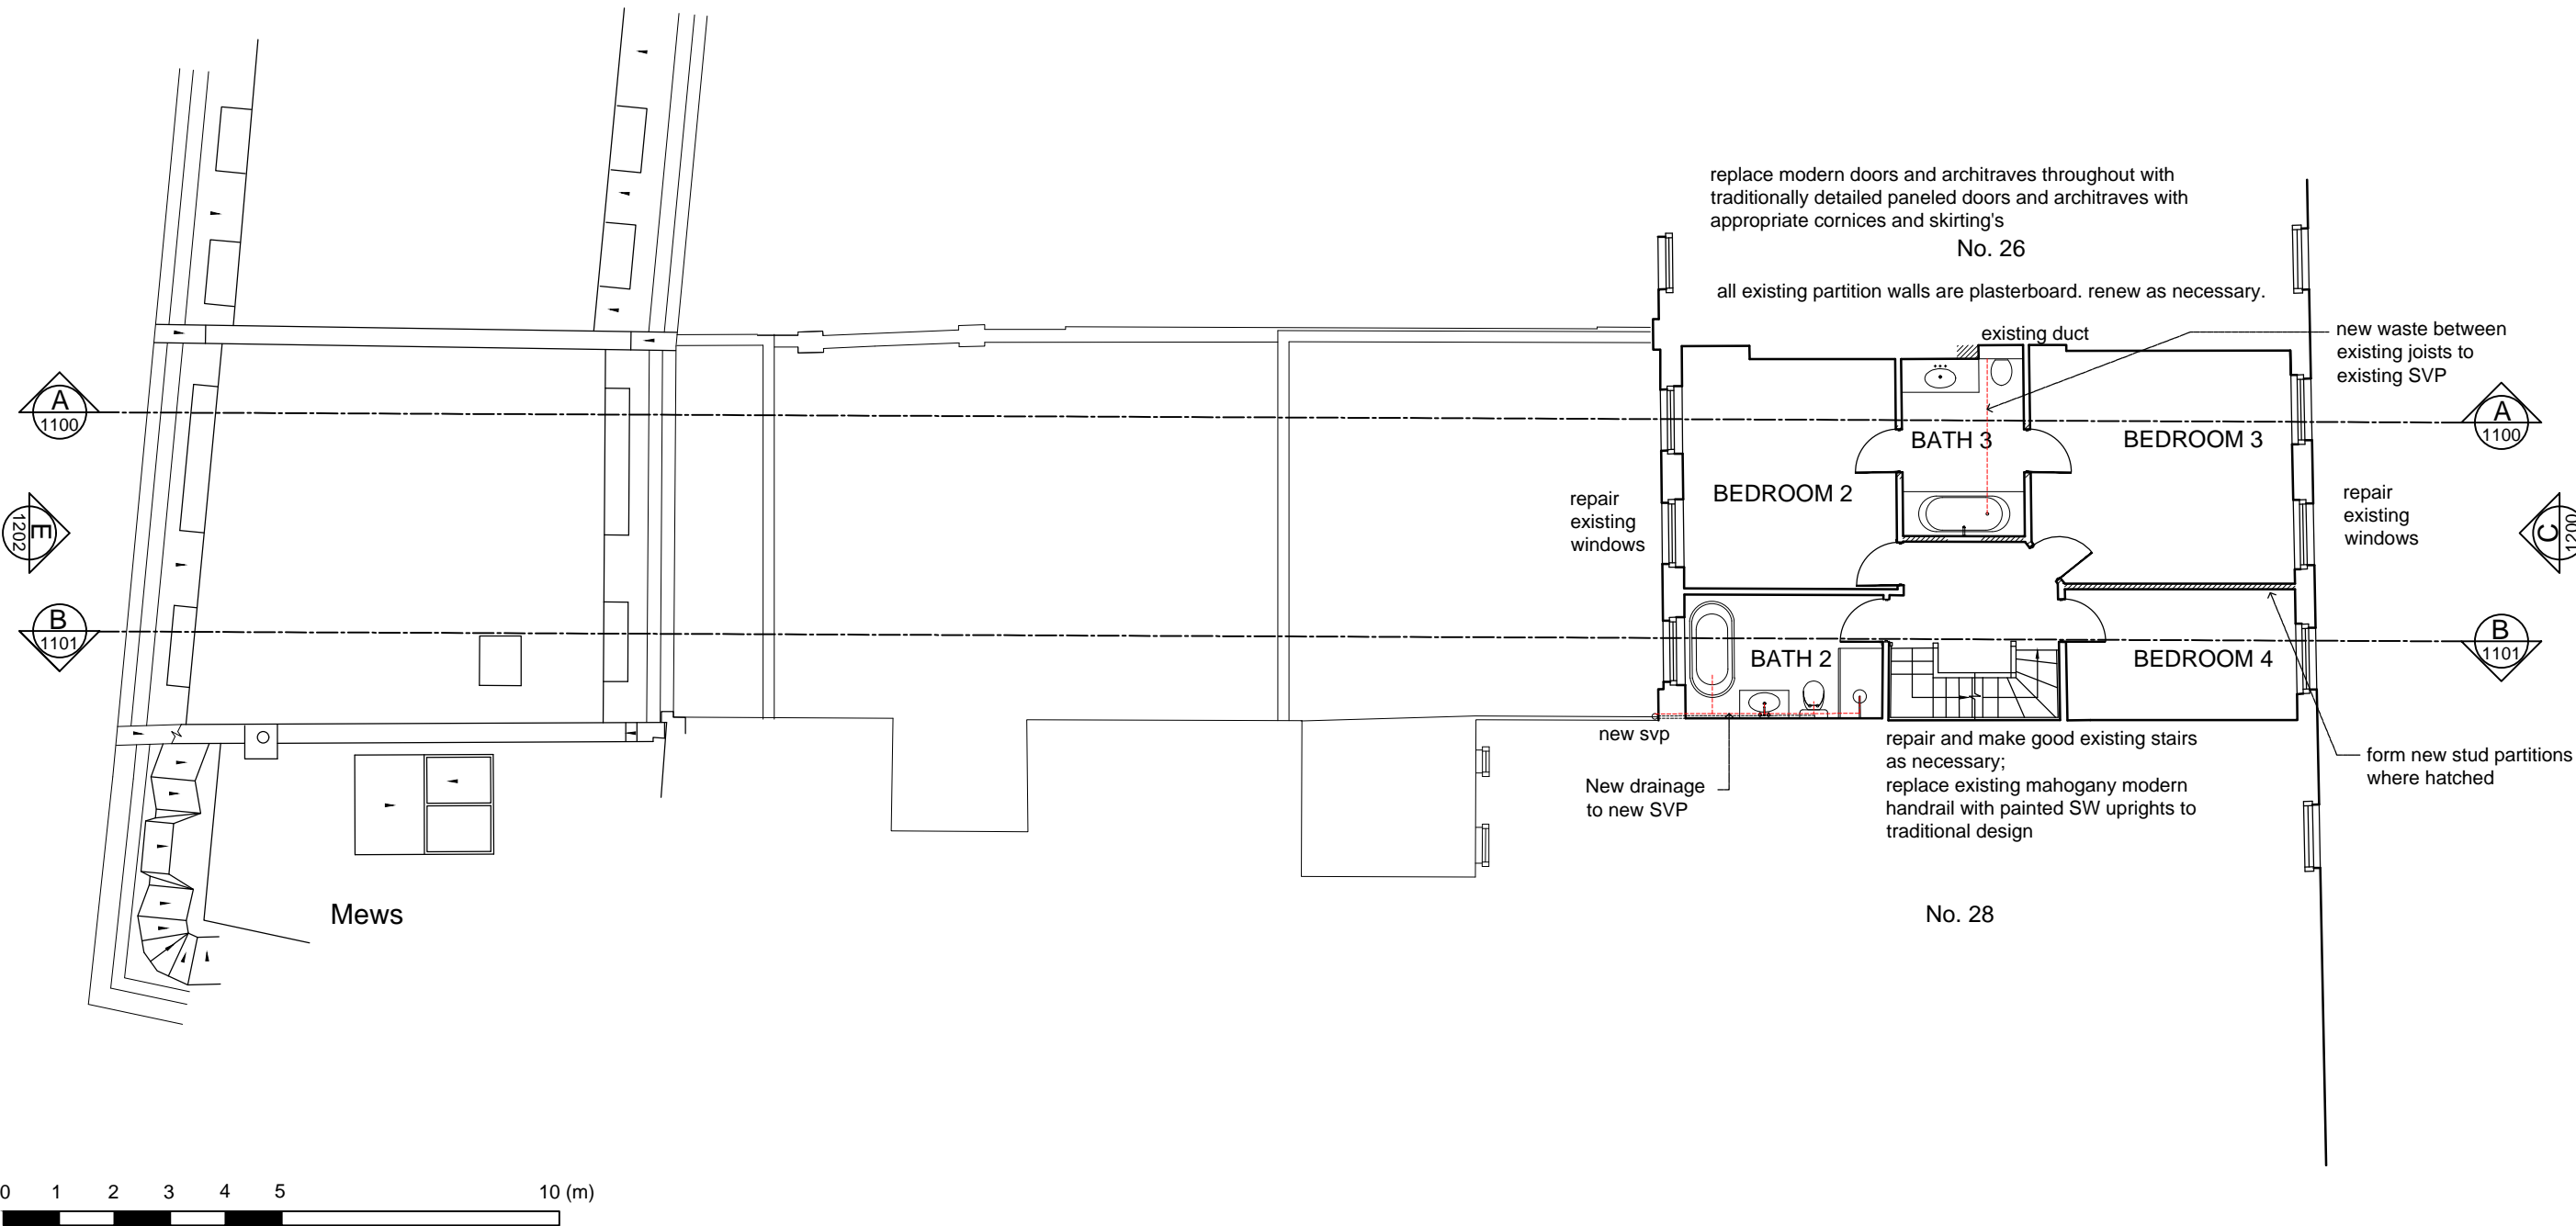 replace modern doors and architraves throughout with
traditionally detailed paneled doors and architraves with
appropriate cornices and skirting's
No. 26
all existing partition walls are plasterboard. renew as necessary.
existing duct
new waste between
existing joists to
existing SVP
A
1100
A
1100
BATH 3
BEDROOM 3
BEDROOM 2
repair
existing
windows
repair
existing
windows
E
1202
C
1200
B
1101
B
1101
BATH 2
BEDROOM 4
new svp
New drainage
to new SVP
repair and make good existing stairs
as necessary;
replace existing mahogany modern
handrail with painted SW uprights to
traditional design
form new stud partitions
where hatched
Mews
No. 28
0 1 2 3 4 5 10 (m)